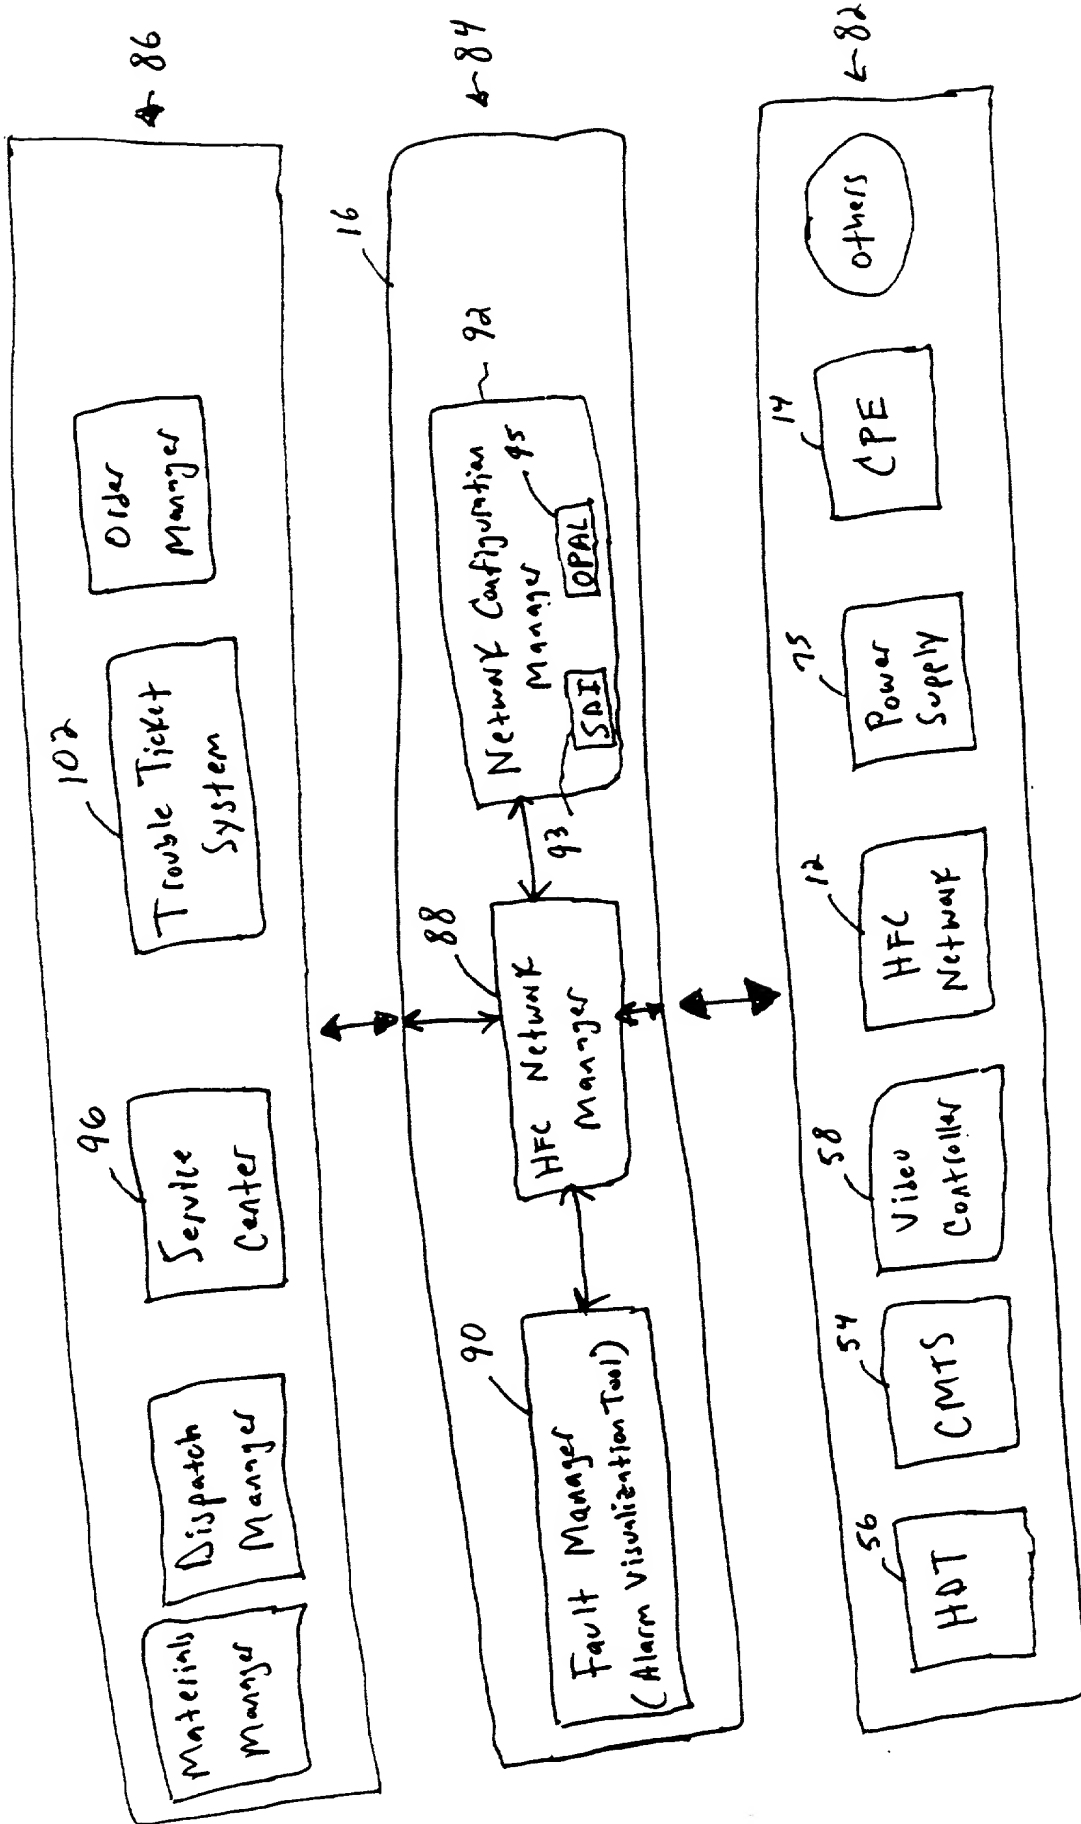 86
Materials
Manager
Dispatch
Manager
96
Service
Center
102
Trouble Ticket
System
Order
Manager
84
16
90
Fault Manager
(Alarm Visualization Tool)
88
HFC Network
Manager
92
Network Configuration
Manager
93
SDI
95
OPAL
82
56
HDT
54
CMTS
58
Video
Controller
12
HFC
Network
75
Power
Supply
14
CPE
Others